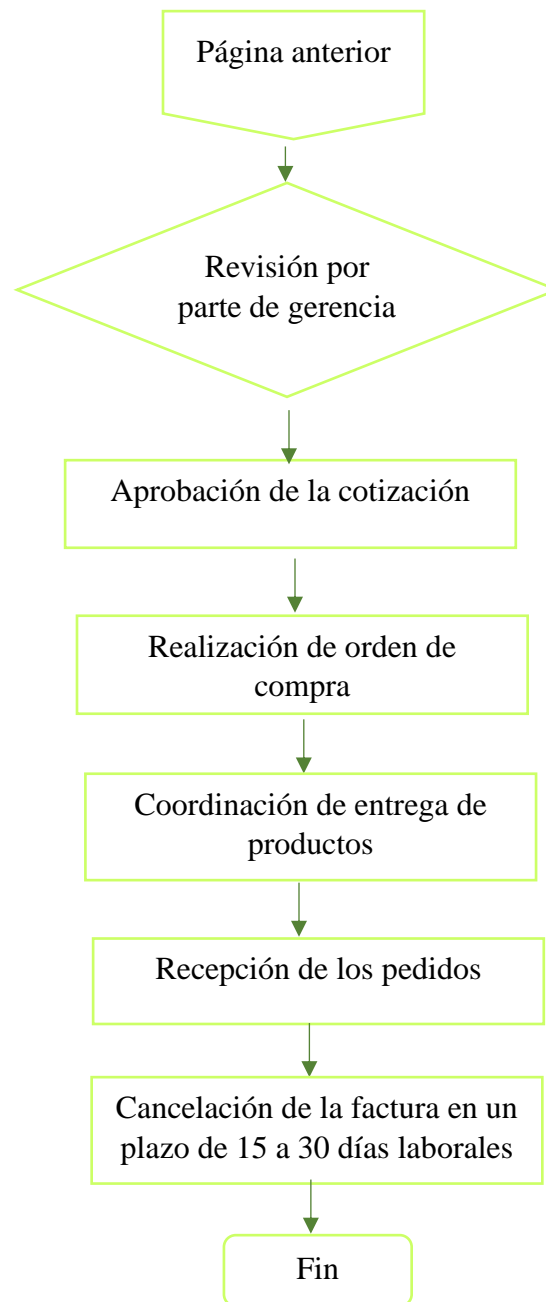 Página anterior
Revisión por
parte de gerencia
Aprobación de la cotización
Realización de orden de
compra
Coordinación de entrega de
productos
Recepción de los pedidos
Cancelación de la factura en un
plazo de 15 a 30 días laborales
Fin